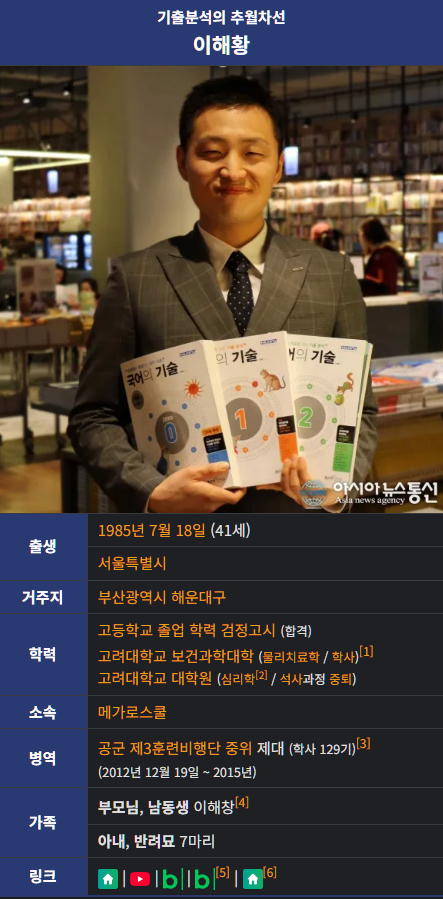 기출분석의 추월차선
이해황
국어의 기술
0
의 기술
1
어의 기술
2
아시아뉴스통신
Asia news agency
출생
1985년 7월 18일 (41세)
서울특별시
거주지
부산광역시 해운대구
학력
고등학교 졸업 학력 검정고시 (합격)
고려대학교 보건과학대학 (물리치료학 / 학사)[1]
고려대학교 대학원 (심리학[2] / 석사과정 중퇴)
소속
메가로스쿨
병역
공군 제3훈련비행단 중위 제대 (학사 129기)[3]
(2012년 12월 19일 ~ 2015년)
가족
부모님, 남동생 이해창[4]
아내, 반려묘 7마리
링크
| | b| | b|[5] | [6]